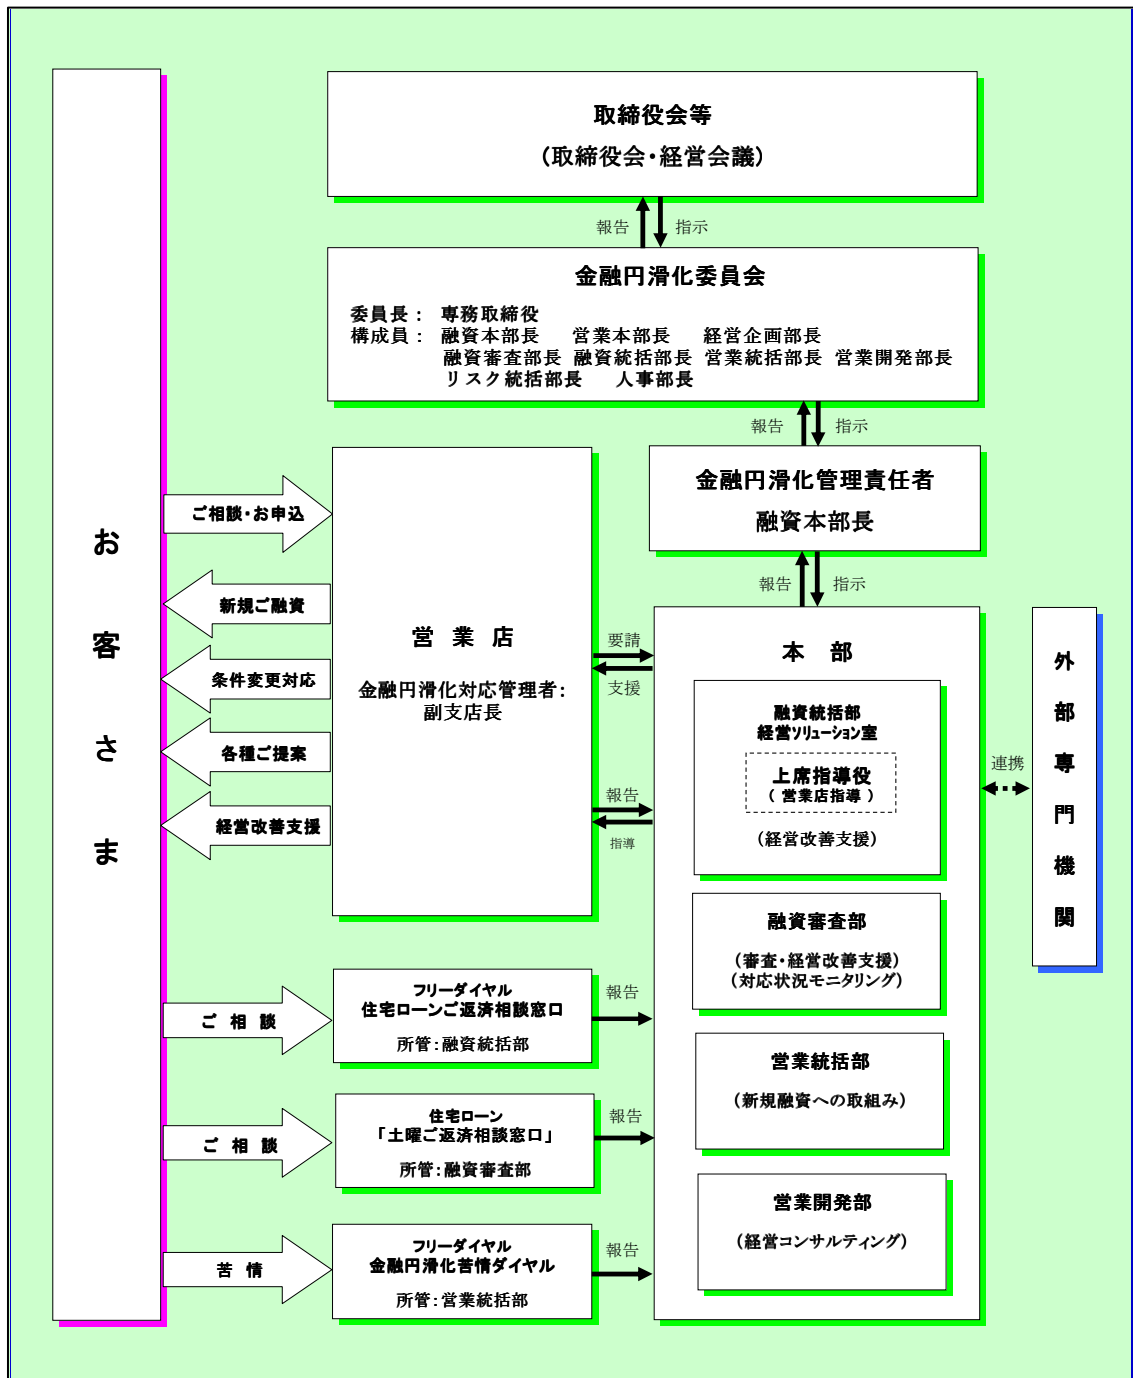 取締役会等
(取締役会・経営会議)
報告
指示
金融円滑化委員会
委員長： 専務取締役
構成員： 融資本部長 営業本部長 経営企画部長
融資審査部長 融資統括部長 営業統括部長 営業開発部長
リスク統括部長 人事部長
報告
指示
金融円滑化管理責任者
融資本部長
報告
指示
お客さま
ご相談・お申込
新規ご融資
条件変更対応
各種ご提案
経営改善支援
営業店
金融円滑化対応管理者：
副支店長
要請
支援
報告
指導
本部
融資統括部
経営ソリューション室
上席指導役
(営業店指導)
(経営改善支援)
連携
外部専門機関
融資審査部
(審査・経営改善支援)
(対応状況モニタリング)
ご相談
フリーダイヤル
住宅ローンご返済相談窓口
所管：融資統括部
報告
営業統括部
(新規融資への取組み)
ご相談
住宅ローン
「土曜ご返済相談窓口」
所管：融資審査部
報告
営業開発部
(経営コンサルティング)
苦情
フリーダイヤル
金融円滑化苦情ダイヤル
所管：営業統括部
報告